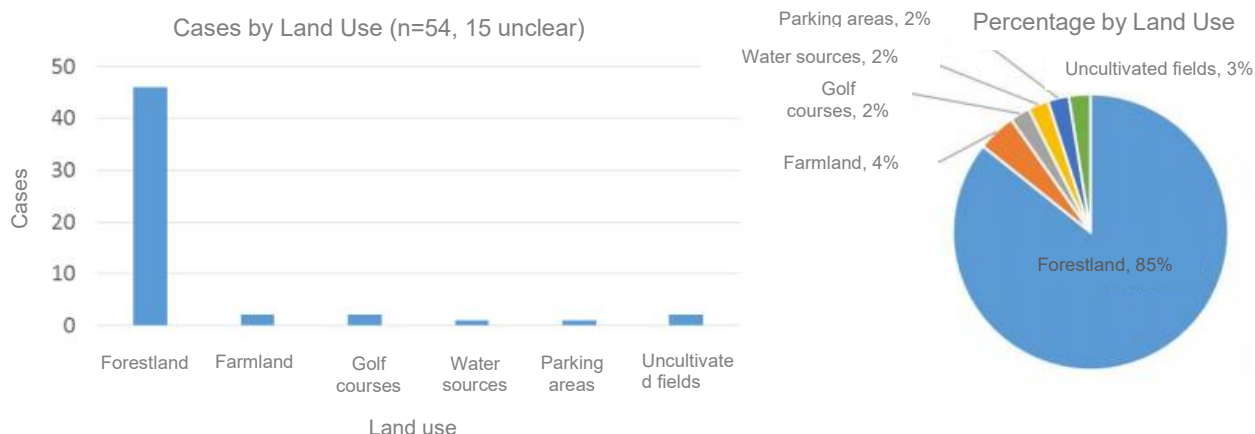 Cases by Land Use (n=54, 15 unclear)
50
40
30
20
10
0
Cases
Forestland
Farmland
Golf
courses
Water
sources
Parking
areas
Uncultivate
d fields
Land use
Percentage by Land Use
Parking areas, 2%
Uncultivated fields, 3%
Water sources, 2%
Golf
courses, 2%
Farmland, 4%
Forestland, 85%